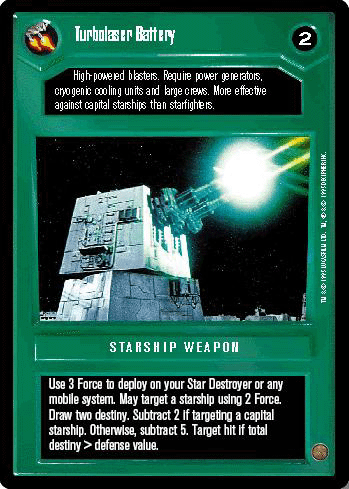 Turbolaser Battery
2
High-powered blasters. Require power generators,
cryogenic cooling units and large crews. More effective
against capital starships than starfighters.
STARSHIP WEAPON
Use 3 Force to deploy on your Star Destroyer or any
mobile system. May target a starship using 2 Force.
Draw two destiny. Subtract 2 if targeting a capital
starship. Otherwise, subtract 5. Target hit if total
destiny > defense value.